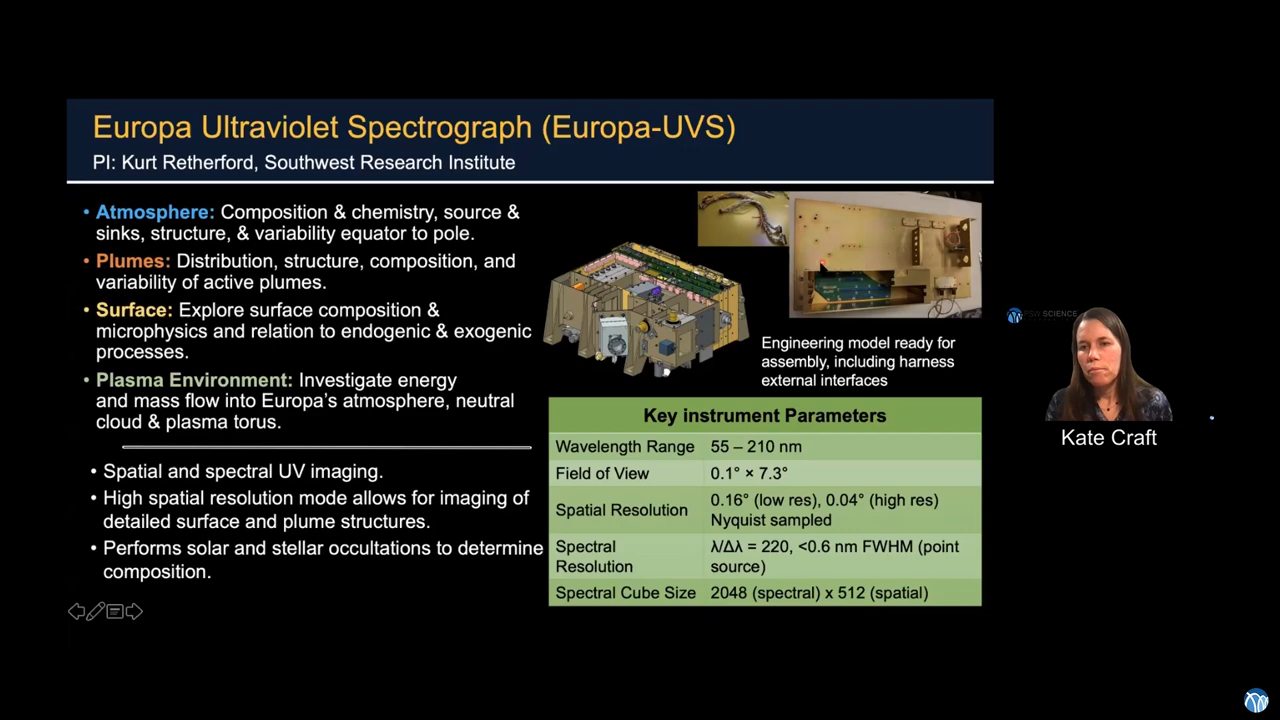 Europa Ultraviolet Spectrograph (Europa-UVS)
PI: Kurt Retherford, Southwest Research Institute
• Atmosphere: Composition & chemistry, source &
sinks, structure, & variability equator to pole.
• Plumes: Distribution, structure, composition, and
variability of active plumes.
• Surface: Explore surface composition &
microphysics and relation to endogenic & exogenic
processes.
• Plasma Environment: Investigate energy
and mass flow into Europa's atmosphere, neutral
cloud & plasma torus.
• Spatial and spectral UV imaging.
• High spatial resolution mode allows for imaging of
detailed surface and plume structures.
• Performs solar and stellar occultations to determine
composition.
Engineering model ready for
assembly, including harness
external interfaces
Key instrument Parameters
Wavelength Range 55 – 210 nm
Field of View 0.1° × 7.3°
Spatial Resolution 0.16° (low res), 0.04° (high res)
Nyquist sampled
Spectral Resolution λ/Δλ = 220, <0.6 nm FWHM (point
source)
Spectral Cube Size 2048 (spectral) x 512 (spatial)
PSW SCIENCE
Kate Craft